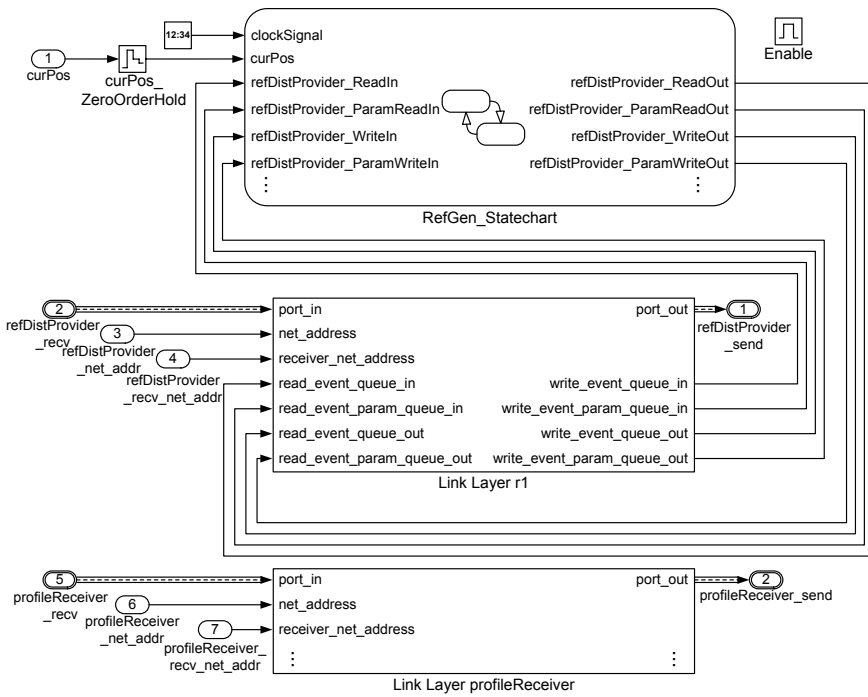 12:34
clockSignal
Enable
1
curPos
curPos
curPos_
ZeroOrderHold
refDistProvider_ReadIn
refDistProvider_ReadOut
refDistProvider_ParamReadIn
refDistProvider_ParamReadOut
refDistProvider_WriteIn
refDistProvider_WriteOut
refDistProvider_ParamWriteIn
refDistProvider_ParamWriteOut
RefGen_Statechart
2
refDistProvider
_recv
port_in
port_out
1
refDistProvider
_send
3
refDistProvider
_net_addr
net_address
4
refDistProvider
_recv_net_addr
receiver_net_address
read_event_queue_in
write_event_queue_in
read_event_param_queue_in
write_event_param_queue_in
read_event_queue_out
write_event_queue_out
read_event_param_queue_out
write_event_param_queue_out
Link Layer r1
5
profileReceiver
_recv
port_in
port_out
2
profileReceiver_send
6
profileReceiver
_net_addr
net_address
7
profileReceiver_
recv_net_addr
receiver_net_address
Link Layer profileReceiver